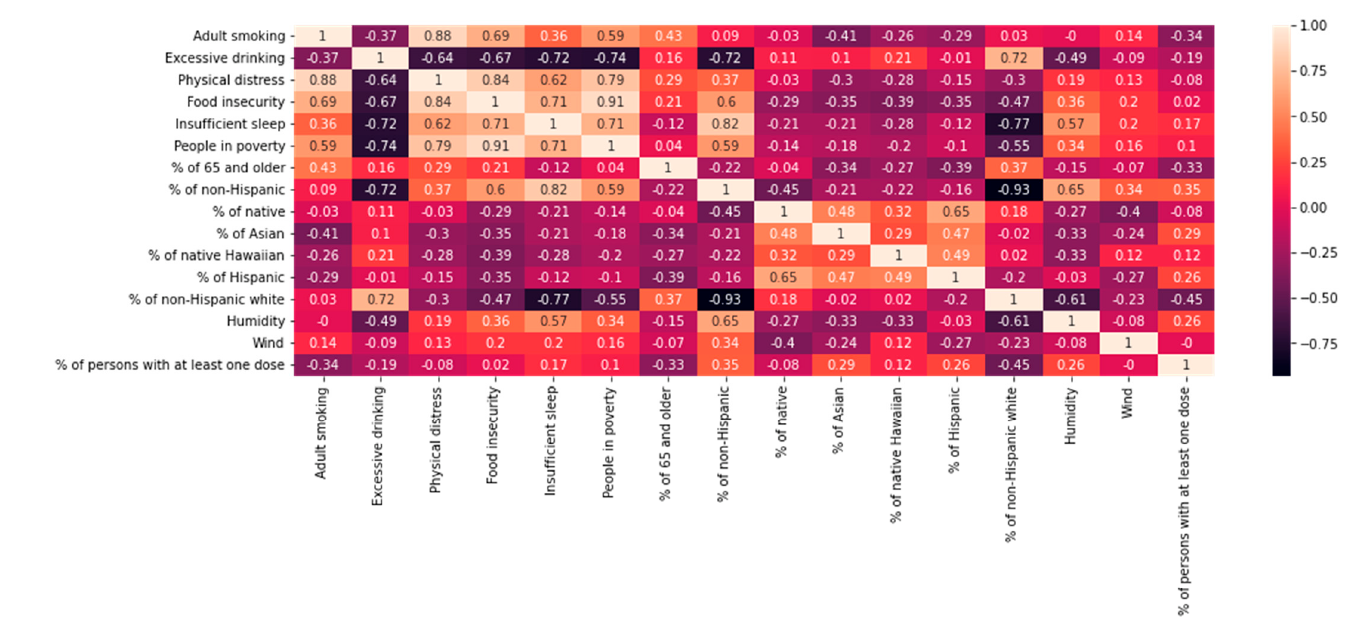 Adult smoking 1 -0.37 0.88 0.69 0.36 0.59 0.43 0.09 -0.03 -0.41 -0.26 -0.29 0.03 -0 0.14 -0.34
Excessive drinking -0.37 1 -0.64 -0.67 -0.72 -0.74 0.16 -0.72 0.11 0.1 0.21 -0.01 0.72 -0.49 -0.09 -0.19
Physical distress 0.88 -0.64 1 0.84 0.62 0.79 0.29 0.37 -0.03 -0.3 -0.28 -0.15 -0.3 0.19 0.13 -0.08
Food insecurity 0.69 -0.67 0.84 1 0.71 0.91 0.21 0.6 -0.29 -0.35 -0.39 -0.35 -0.47 0.36 0.2 0.02
Insufficient sleep 0.36 -0.72 0.62 0.71 1 0.71 -0.12 0.82 -0.21 -0.21 -0.28 -0.12 -0.77 0.57 0.2 0.17
People in poverty 0.59 -0.74 0.79 0.91 0.71 1 0.04 0.59 -0.14 -0.18 -0.2 -0.1 -0.55 0.34 0.16 0.1
% of 65 and older 0.43 0.16 0.29 0.21 -0.12 0.04 1 -0.22 -0.04 -0.34 -0.27 -0.39 0.37 -0.15 -0.07 -0.33
% of non-Hispanic 0.09 -0.72 0.37 0.6 0.82 0.59 -0.22 1 -0.45 -0.21 -0.22 -0.16 -0.93 0.65 0.34 0.35
% of native -0.03 0.11 -0.03 -0.29 -0.21 -0.14 -0.04 -0.45 1 0.48 0.32 0.65 0.18 -0.27 -0.4 -0.08
% of Asian -0.41 0.1 -0.3 -0.35 -0.21 -0.18 -0.34 -0.21 0.48 1 0.29 0.47 -0.02 -0.33 -0.24 0.29
% of native Hawaiian -0.26 0.21 -0.28 -0.39 -0.28 -0.2 -0.27 -0.22 0.32 0.29 1 0.49 0.02 -0.33 0.12 0.12
% of Hispanic -0.29 -0.01 -0.15 -0.35 -0.12 -0.1 -0.39 -0.16 0.65 0.47 0.49 1 -0.2 -0.03 -0.27 0.26
% of non-Hispanic white 0.03 0.72 -0.3 -0.47 -0.77 -0.55 0.37 -0.93 0.18 -0.02 0.02 -0.2 1 -0.61 -0.23 -0.45
Humidity -0 -0.49 0.19 0.36 0.57 0.34 -0.15 0.65 -0.27 -0.33 -0.33 -0.03 -0.61 1 -0.08 0.26
Wind 0.14 -0.09 0.13 0.2 0.2 0.16 -0.07 0.34 -0.4 -0.24 0.12 -0.27 -0.23 -0.08 1 -0
% of persons with at least one dose -0.34 -0.19 -0.08 0.02 0.17 0.1 -0.33 0.35 -0.08 0.29 0.12 0.26 -0.45 0.26 -0 1
Adult smoking
Excessive drinking
Physical distress
Food insecurity
Insufficient sleep
People in poverty
% of 65 and older
% of non-Hispanic
% of native
% of Asian
% of native Hawaiian
% of Hispanic
% of non-Hispanic white
Humidity
Wind
% of persons with at least one dose
1.00
0.75
0.50
0.25
0.00
−0.25
−0.50
−0.75